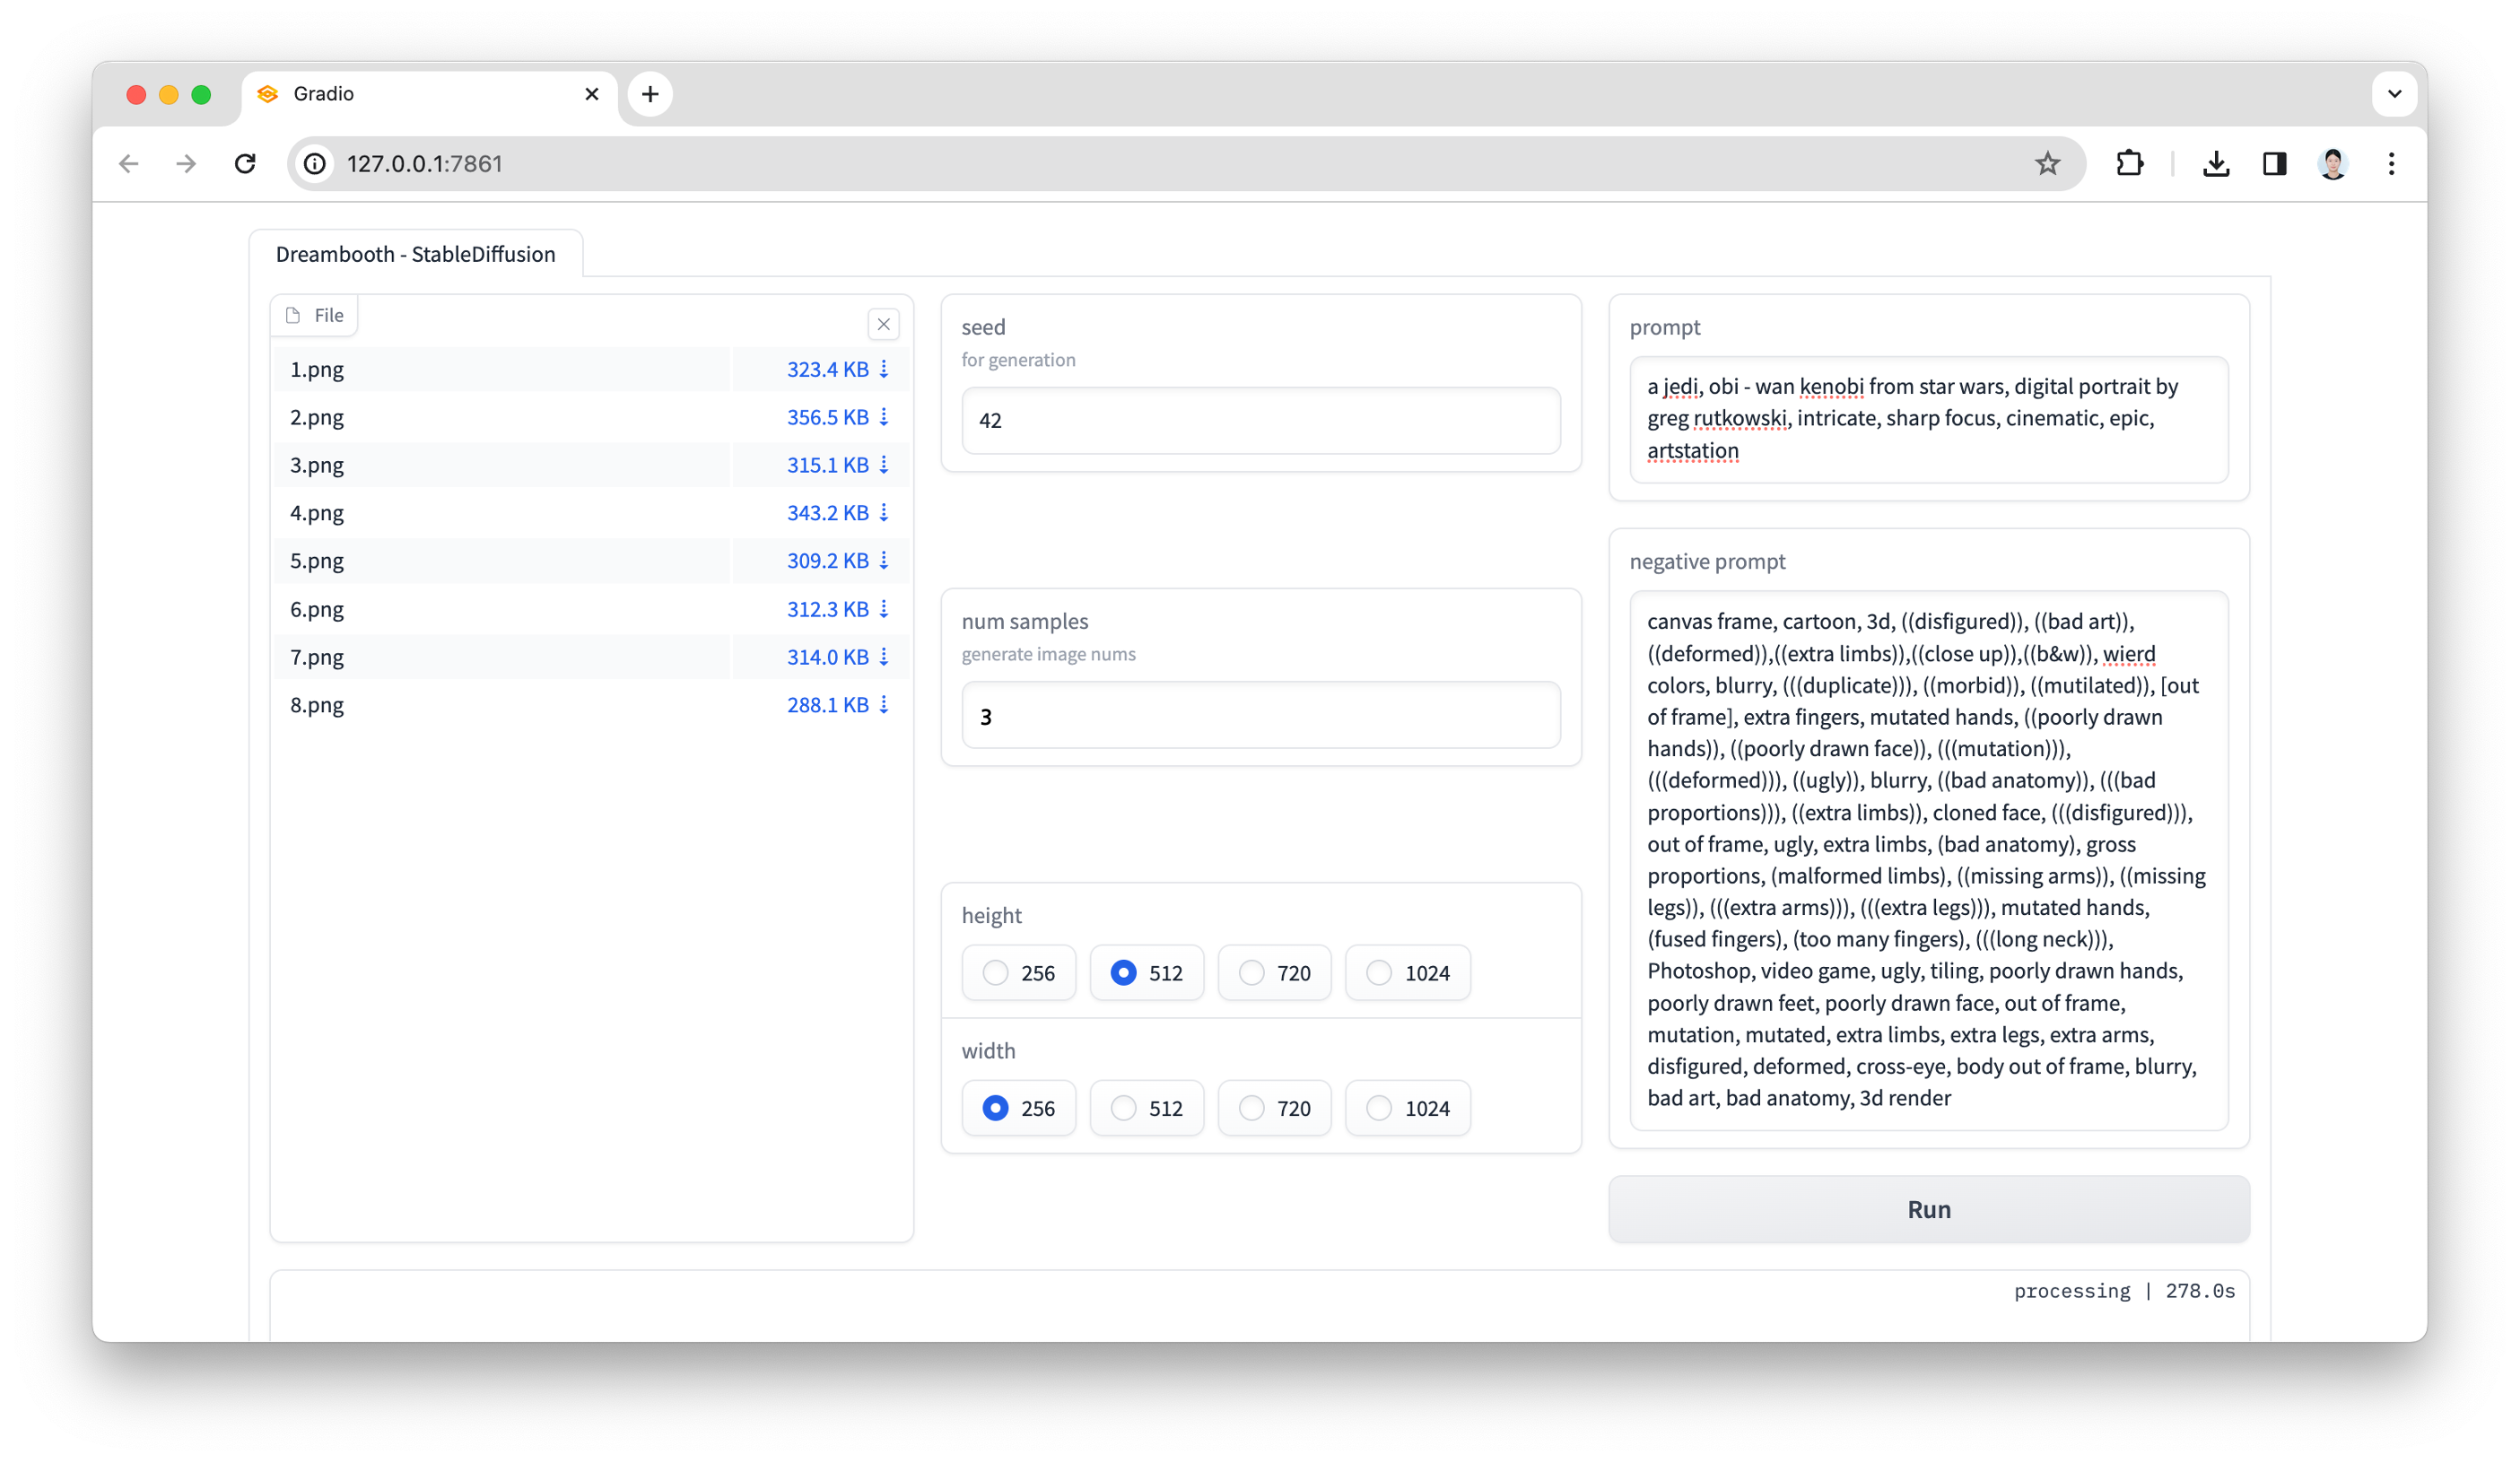 Gradio
127.0.0.1:7861
Dreambooth - StableDiffusion
File
1.png 323.4 KB
2.png 356.5 KB
3.png 315.1 KB
4.png 343.2 KB
5.png 309.2 KB
6.png 312.3 KB
7.png 314.0 KB
8.png 288.1 KB
seed
for generation
42
num samples
generate image nums
3
height
256 512 720 1024
width
256 512 720 1024
prompt
a jedi, obi - wan kenobi from star wars, digital portrait by
greg rutkowski, intricate, sharp focus, cinematic, epic,
artstation
negative prompt
canvas frame, cartoon, 3d, ((disfigured)), ((bad art)),
((deformed)),((extra limbs)),((close up)),((b&w)), wierd
colors, blurry, (((duplicate))), ((morbid)), ((mutilated)), [out
of frame], extra fingers, mutated hands, ((poorly drawn
hands)), ((poorly drawn face)), (((mutation))),
(((deformed))), ((ugly)), blurry, ((bad anatomy)), (((bad
proportions))), ((extra limbs)), cloned face, (((disfigured))),
out of frame, ugly, extra limbs, (bad anatomy), gross
proportions, (malformed limbs), ((missing arms)), ((missing
legs)), (((extra arms))), (((extra legs))), mutated hands,
(fused fingers), (too many fingers), (((long neck))),
Photoshop, video game, ugly, tiling, poorly drawn hands,
poorly drawn feet, poorly drawn face, out of frame,
mutation, mutated, extra limbs, extra legs, extra arms,
disfigured, deformed, cross-eye, body out of frame, blurry,
bad art, bad anatomy, 3d render
Run
processing | 278.0s